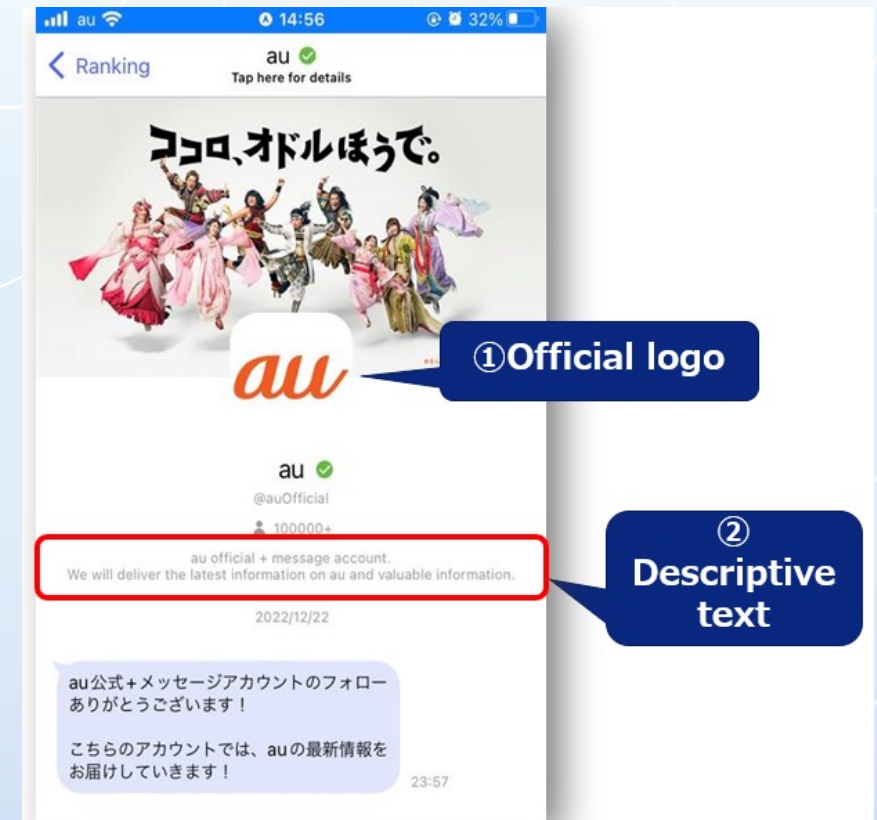 au
14:56
32%
Ranking
au
Tap here for details
ココロ、オドルほうで。
au
①Official logo
au
@auOfficial
100000+
au official + message account.
We will deliver the latest information on au and valuable information.
②
Descriptive
text
2022/12/22
au公式+メッセージアカウントのフォロー
ありがとうございます！
こちらのアカウントでは、auの最新情報を
お届けしていきます！
23:57